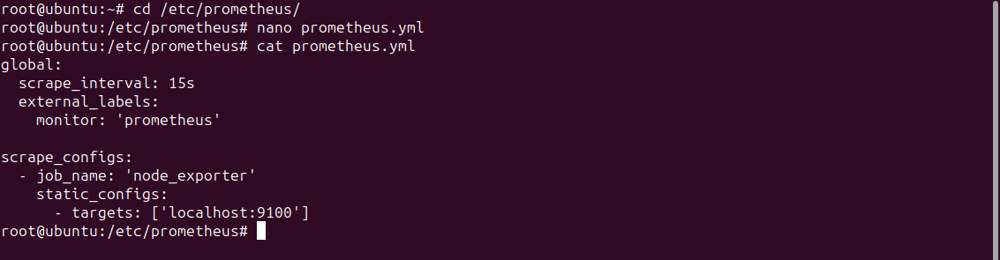 root@ubuntu:~# cd /etc/prometheus/
root@ubuntu:/etc/prometheus# nano prometheus.yml
root@ubuntu:/etc/prometheus# cat prometheus.yml
global:
  scrape_interval: 15s
  external_labels:
    monitor: 'prometheus'

scrape_configs:
  - job_name: 'node_exporter'
    static_configs:
      - targets: ['localhost:9100']
root@ubuntu:/etc/prometheus#